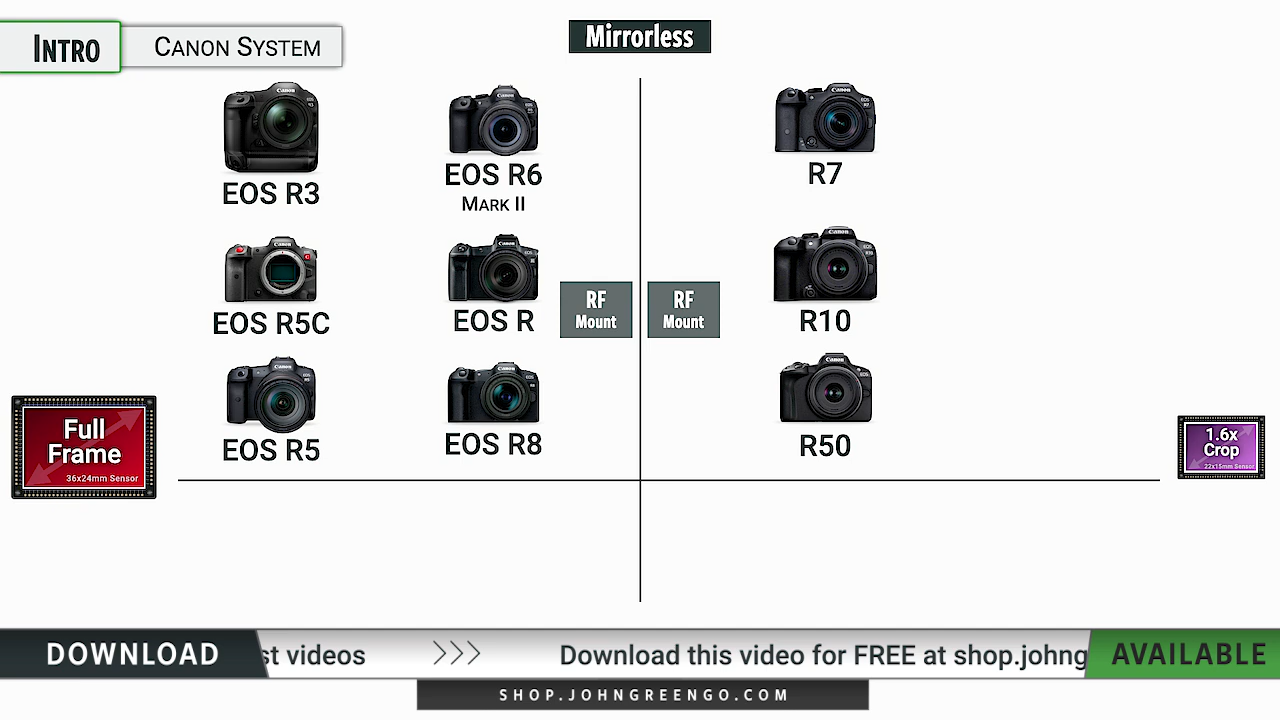 INTRO
CANON SYSTEM
Mirrorless
EOS R3
EOS R6
MARK II
R7
EOS R5C
EOS R
RF
Mount
RF
Mount
R10
EOS R5
EOS R8
R50
Full
Frame
36x24mm Sensor
1.6x
Crop
22x15mm Sensor
DOWNLOAD
st videos
>>>
Download this video for FREE at shop.johng
AVAILABLE
SHOP.JOHNGREENGO.COM